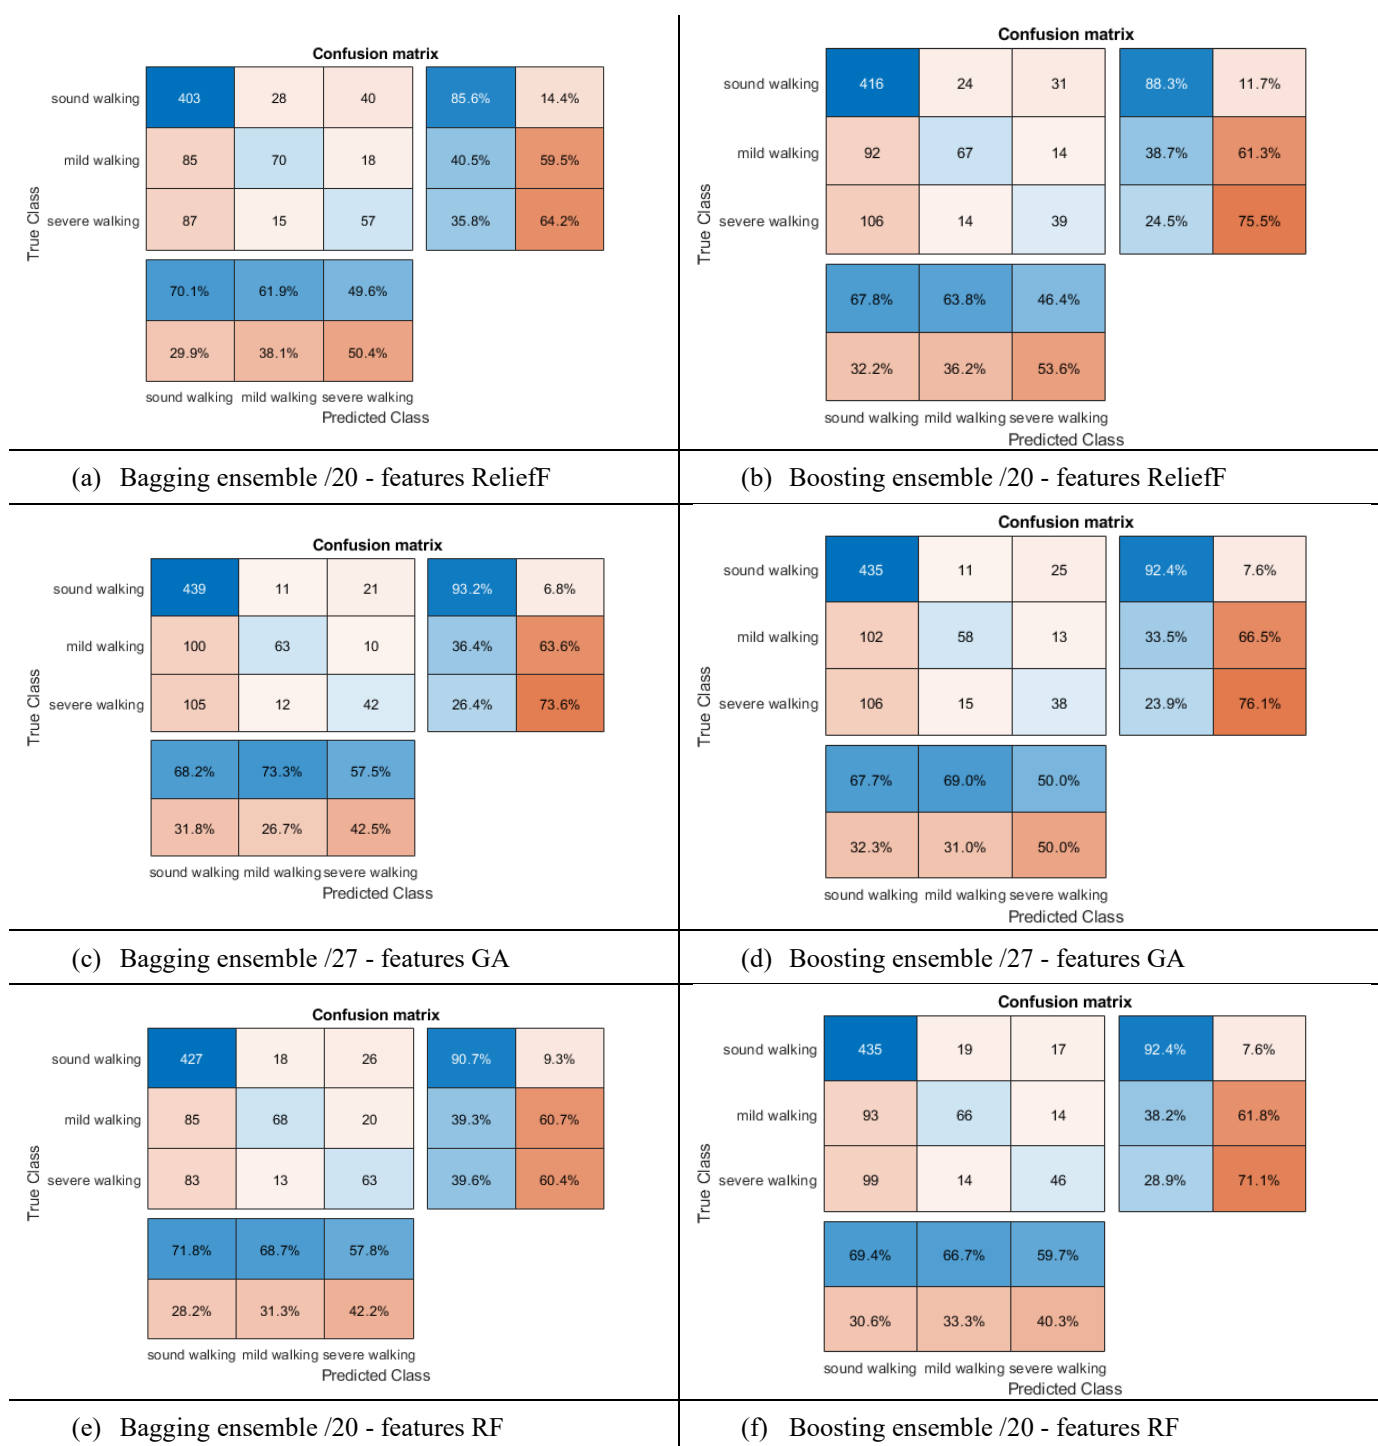 Confusion matrix
sound walking 403 28 40 85.6% 14.4%
mild walking 85 70 18 40.5% 59.5%
severe walking 87 15 57 35.8% 64.2%
True Class
70.1% 61.9% 49.6%
29.9% 38.1% 50.4%
sound walking mild walking severe walking
Predicted Class
Confusion matrix
sound walking 416 24 31 88.3% 11.7%
mild walking 92 67 14 38.7% 61.3%
severe walking 106 14 39 24.5% 75.5%
True Class
67.8% 63.8% 46.4%
32.2% 36.2% 53.6%
sound walking mild walking severe walking
Predicted Class
(a) Bagging ensemble /20 - features ReliefF
(b) Boosting ensemble /20 - features ReliefF
Confusion matrix
sound walking 439 11 21 93.2% 6.8%
mild walking 100 63 10 36.4% 63.6%
severe walking 105 12 42 26.4% 73.6%
True Class
68.2% 73.3% 57.5%
31.8% 26.7% 42.5%
sound walking mild walking severe walking
Predicted Class
Confusion matrix
sound walking 435 11 25 92.4% 7.6%
mild walking 102 58 13 33.5% 66.5%
severe walking 106 15 38 23.9% 76.1%
True Class
67.7% 69.0% 50.0%
32.3% 31.0% 50.0%
sound walking mild walking severe walking
Predicted Class
(c) Bagging ensemble /27 - features GA
(d) Boosting ensemble /27 - features GA
Confusion matrix
sound walking 427 18 26 90.7% 9.3%
mild walking 85 68 20 39.3% 60.7%
severe walking 83 13 63 39.6% 60.4%
True Class
71.8% 68.7% 57.8%
28.2% 31.3% 42.2%
sound walking mild walking severe walking
Predicted Class
Confusion matrix
sound walking 435 19 17 92.4% 7.6%
mild walking 93 66 14 38.2% 61.8%
severe walking 99 14 46 28.9% 71.1%
True Class
69.4% 66.7% 59.7%
30.6% 33.3% 40.3%
sound walking mild walking severe walking
Predicted Class
(e) Bagging ensemble /20 - features RF
(f) Boosting ensemble /20 - features RF